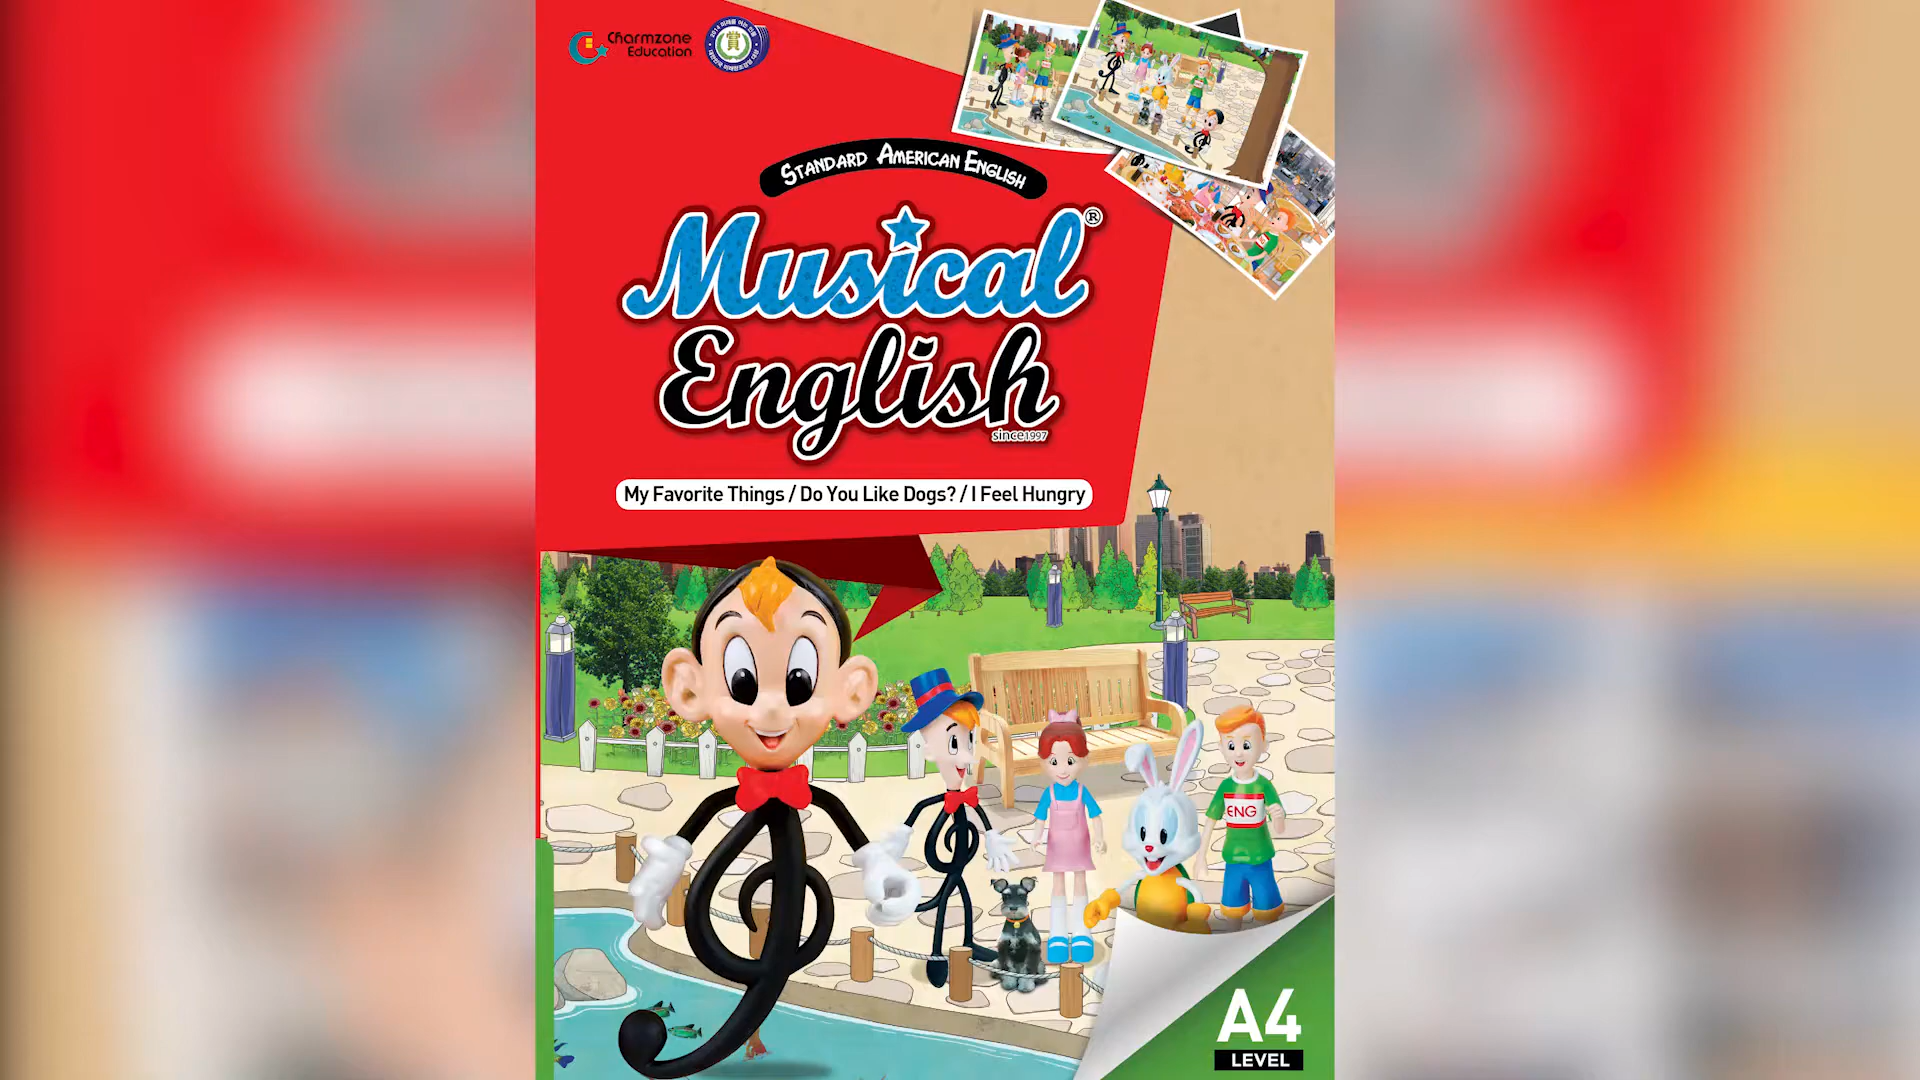 Charmzone
Education
賞
STANDARD AMERICAN ENGLISH
Musical®
English
since1997
My Favorite Things / Do You Like Dogs? / I Feel Hungry
ENG
A4
LEVEL